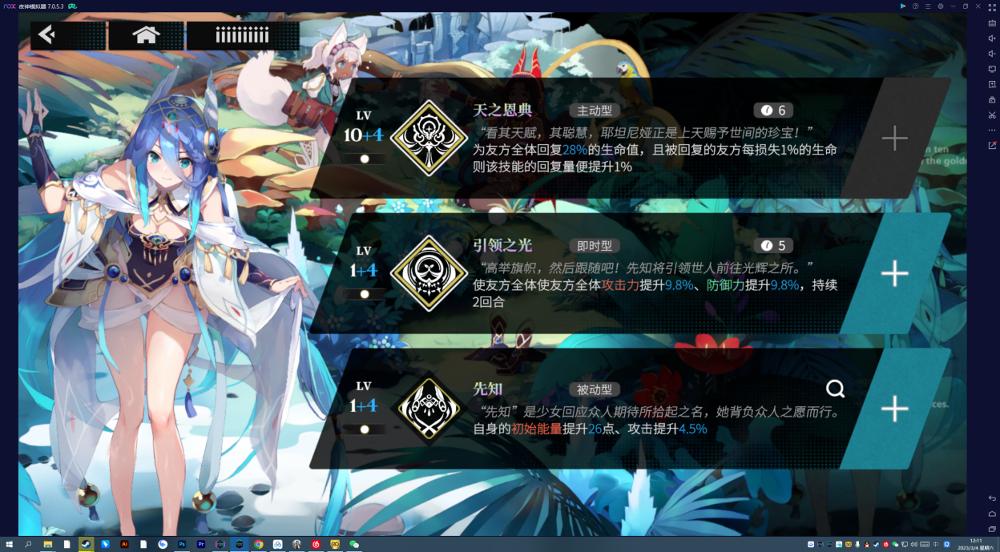 nox 夜神模拟器 7.0.5.3
LV
10+4
天之恩典
主动型
6
“看其天赋，其聪慧，耶坦尼娅正是上天赐予世间的珍宝！”
为友方全体回复28%的生命值，且被回复的友方每损失1%的生命
则该技能的回复量便提升1%
n ten
the golde
LV
1+4
引领之光
即时型
5
“高举旗帜，然后跟随吧！先知将引领世人前往光辉之所。”
使友方全体使友方全体攻击力提升9.8%、防御力提升9.8%，持续
2回合
LV
1+4
先知
被动型
“先知”是少女回应众人期待所拾起之名，她背负众人之愿而行。
自身的初始能量提升26点、攻击提升4.5%
ces.
Ai
Ps
Pr
nox
中
12:11
2023/3/4 星期六